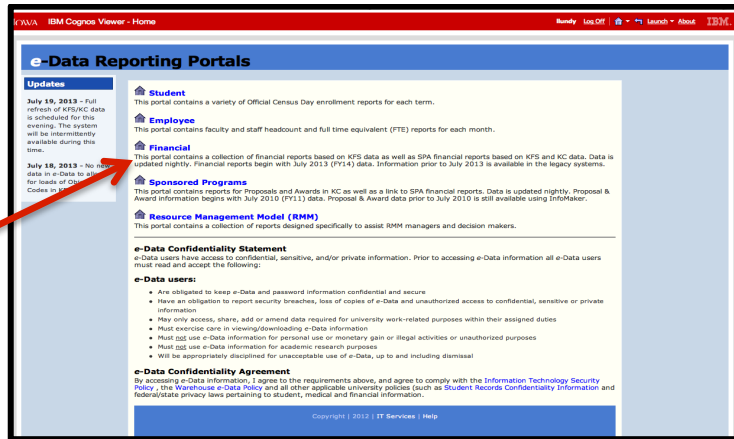 IOWA IBM Cognos Viewer - Home Bundy Log Off Launch About IBM.
e-Data Reporting Portals
Updates
July 19, 2013 - Full
refresh of KFS/KC data
is scheduled for this
evening. The system
will be intermittently
available during this
time.
July 18, 2013 - No new
data in e-Data to
for loads of
Codes in
Student
This portal contains a variety of Official Census Day enrollment reports for each term.
Employee
This portal contains faculty and staff headcount and full time equivalent (FTE) reports for each month.
Financial
This portal contains a collection of financial reports based on KFS data as well as SPA financial reports based on KFS and KC data. Data is
updated nightly. Financial reports begin with July 2013 (FY14) data. Information prior to July 2013 is available in the legacy systems.
Sponsored Programs
This portal contains reports for Proposals and Awards in KC as well as a link to SPA financial reports. Data is updated nightly. Proposal &
Award information begins with July 2010 (FY11) data. Proposal & Award data prior to July 2010 is still available using InfoMaker.
Resource Management Model (RMM)
This portal contains a collection of reports designed specifically to assist RMM managers and decision makers.
e-Data Confidentiality Statement
e-Data users have access to confidential, sensitive, and/or private information. Prior to accessing e-Data information all e-Data users
must read and accept the following:
e-Data users:
• Are obligated to keep e-Data and password information confidential and secure
• Have an obligation to report security breaches, loss of copies of e-Data and unauthorized access to confidential, sensitive or private
information
• May only access, share, add or amend data required for university work-related purposes within their assigned duties
• Must exercise care in viewing/downloading e-Data information
• Must not use e-Data information for personal use or monetary gain or illegal activities or unauthorized purposes
• Must not use e-Data information for academic research purposes
• Will be appropriately disciplined for unacceptable use of e-Data, up to and including dismissal
e-Data Confidentiality Agreement
By accessing e-Data information, I agree to the requirements above, and agree to comply with the Information Technology Security
Policy , the Warehouse e-Data Policy and all other applicable university policies (such as Student Records Confidentiality Information and
federal/state privacy laws pertaining to student, medical and financial information.
Copyright | 2012 | IT Services | Help